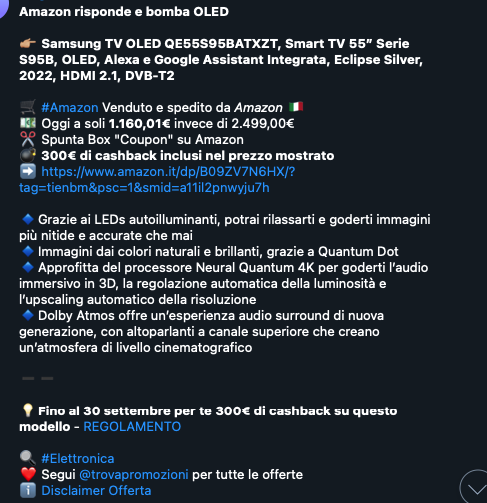 Amazon risponde e bomba OLED
👉🏼 Samsung TV OLED QE55S95BATXZT, Smart TV 55” Serie
S95B, OLED, Alexa e Google Assistant Integrata, Eclipse Silver,
2022, HDMI 2.1, DVB-T2
🛒 #Amazon Venduto e spedito da Amazon 🇮🇹
💵 Oggi a soli 1.160,01€ invece di 2.499,00€
✂️ Spunta Box "Coupon" su Amazon
💣 300€ di cashback inclusi nel prezzo mostrato
➡️ https://www.amazon.it/dp/B09ZV7N6HX/?
tag=tienbm&psc=1&smid=a11il2pnwyju7h
🔹 Grazie ai LEDs autoilluminanti, potrai rilassarti e goderti immagini
più nitide e accurate che mai
🔹 Immagini dai colori naturali e brillanti, grazie a Quantum Dot
🔹 Approfitta del processore Neural Quantum 4K per goderti l’audio
immersivo in 3D, la regolazione automatica della luminosità e
l’upscaling automatico della risoluzione
🔹 Dolby Atmos offre un’esperienza audio surround di nuova
generazione, con altoparlanti a canale superiore che creano
un’atmosfera di livello cinematografico
➖➖
💡 Fino al 30 settembre per te 300€ di cashback su questo
modello - REGOLAMENTO
🔍 #Elettronica
❤️ Segui @trovapromozioni per tutte le offerte
ℹ️ Disclaimer Offerta